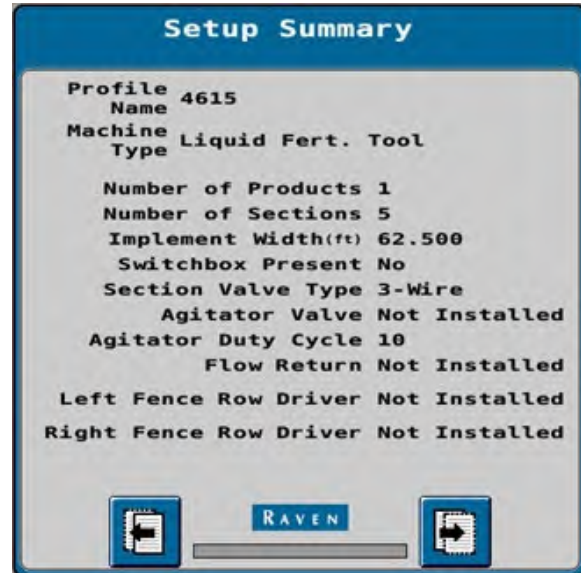 Setup Summary
Profile Name 4615
Machine Type Liquid Fert. Tool
Number of Products 1
Number of Sections 5
Implement Width(ft) 62.500
Switchbox Present No
Section Valve Type 3-Wire
Agitator Valve Not Installed
Agitator Duty Cycle 10
Flow Return Not Installed
Left Fence Row Driver Not Installed
Right Fence Row Driver Not Installed
RAVEN